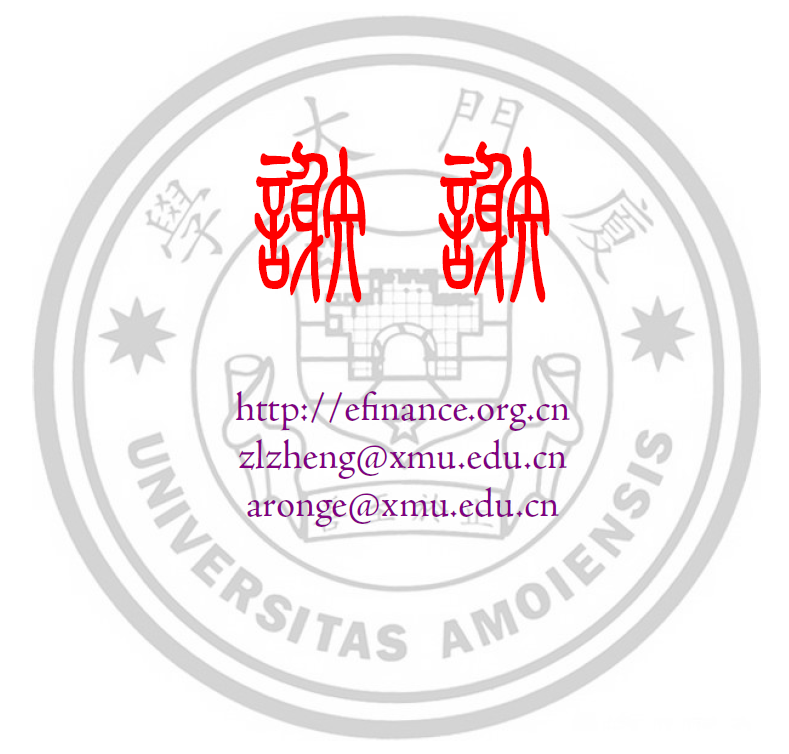 廈門大學
謝 謝
http://efinance.org.cn
zlzheng@xmu.edu.cn
aronge@xmu.edu.cn
UNIVERSITAS AMOIENSIS